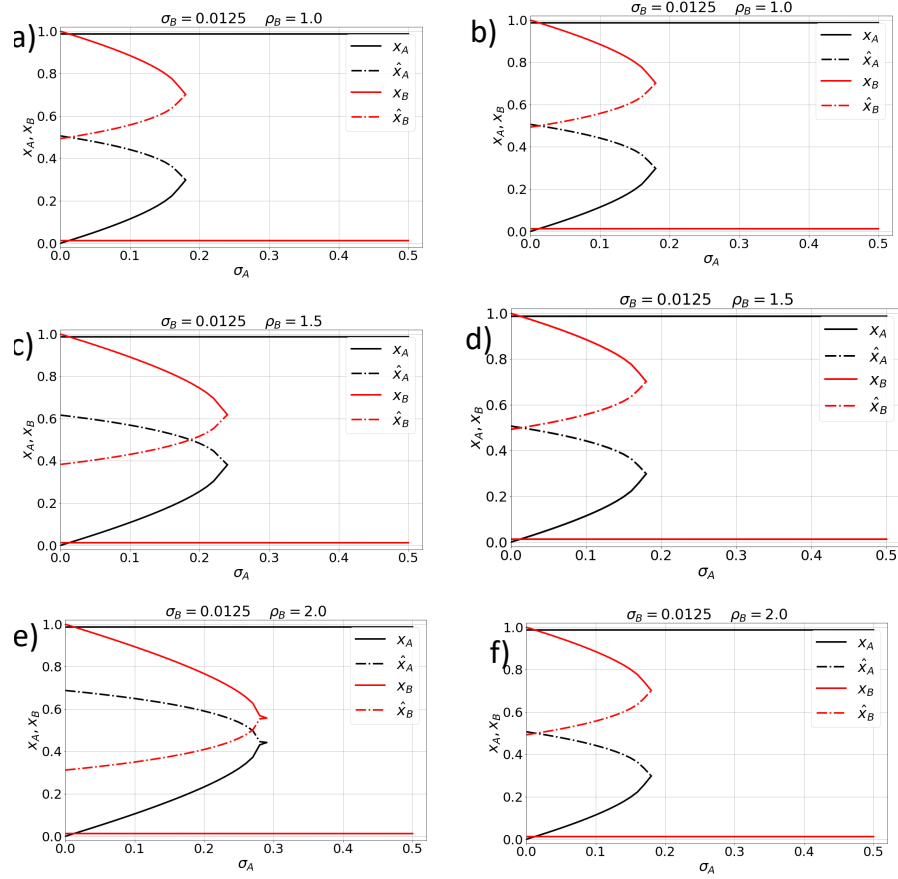 a)
σ_B = 0.0125 ρ_B = 1.0
x_A
x̂_A
x_B
x̂_B
x_A, x_B
1.0
0.8
0.6
0.4
0.2
0.0
0.0 0.1 0.2 0.3 0.4 0.5
σ_A
b)
σ_B = 0.0125 ρ_B = 1.0
x_A
x̂_A
x_B
x̂_B
x_A, x_B
1.0
0.8
0.6
0.4
0.2
0.0
0.0 0.1 0.2 0.3 0.4 0.5
σ_A
c)
σ_B = 0.0125 ρ_B = 1.5
x_A
x̂_A
x_B
x̂_B
x_A, x_B
1.0
0.8
0.6
0.4
0.2
0.0
0.0 0.1 0.2 0.3 0.4 0.5
σ_A
d)
σ_B = 0.0125 ρ_B = 1.5
x_A
x̂_A
x_B
x̂_B
x_A, x_B
1.0
0.8
0.6
0.4
0.2
0.0
0.0 0.1 0.2 0.3 0.4 0.5
σ_A
e)
σ_B = 0.0125 ρ_B = 2.0
x_A
x̂_A
x_B
x̂_B
x_A, x_B
1.0
0.8
0.6
0.4
0.2
0.0
0.0 0.1 0.2 0.3 0.4 0.5
σ_A
f)
σ_B = 0.0125 ρ_B = 2.0
x_A
x̂_A
x_B
x̂_B
x_A, x_B
1.0
0.8
0.6
0.4
0.2
0.0
0.0 0.1 0.2 0.3 0.4 0.5
σ_A